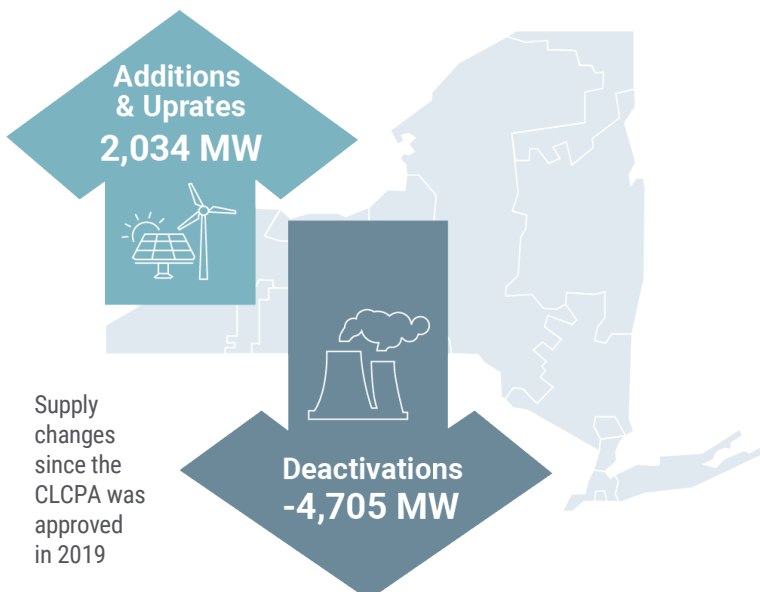 Additions
& Uprates
2,034 MW
Supply
changes
since the
CLCPA was
approved
in 2019
Deactivations
-4,705 MW